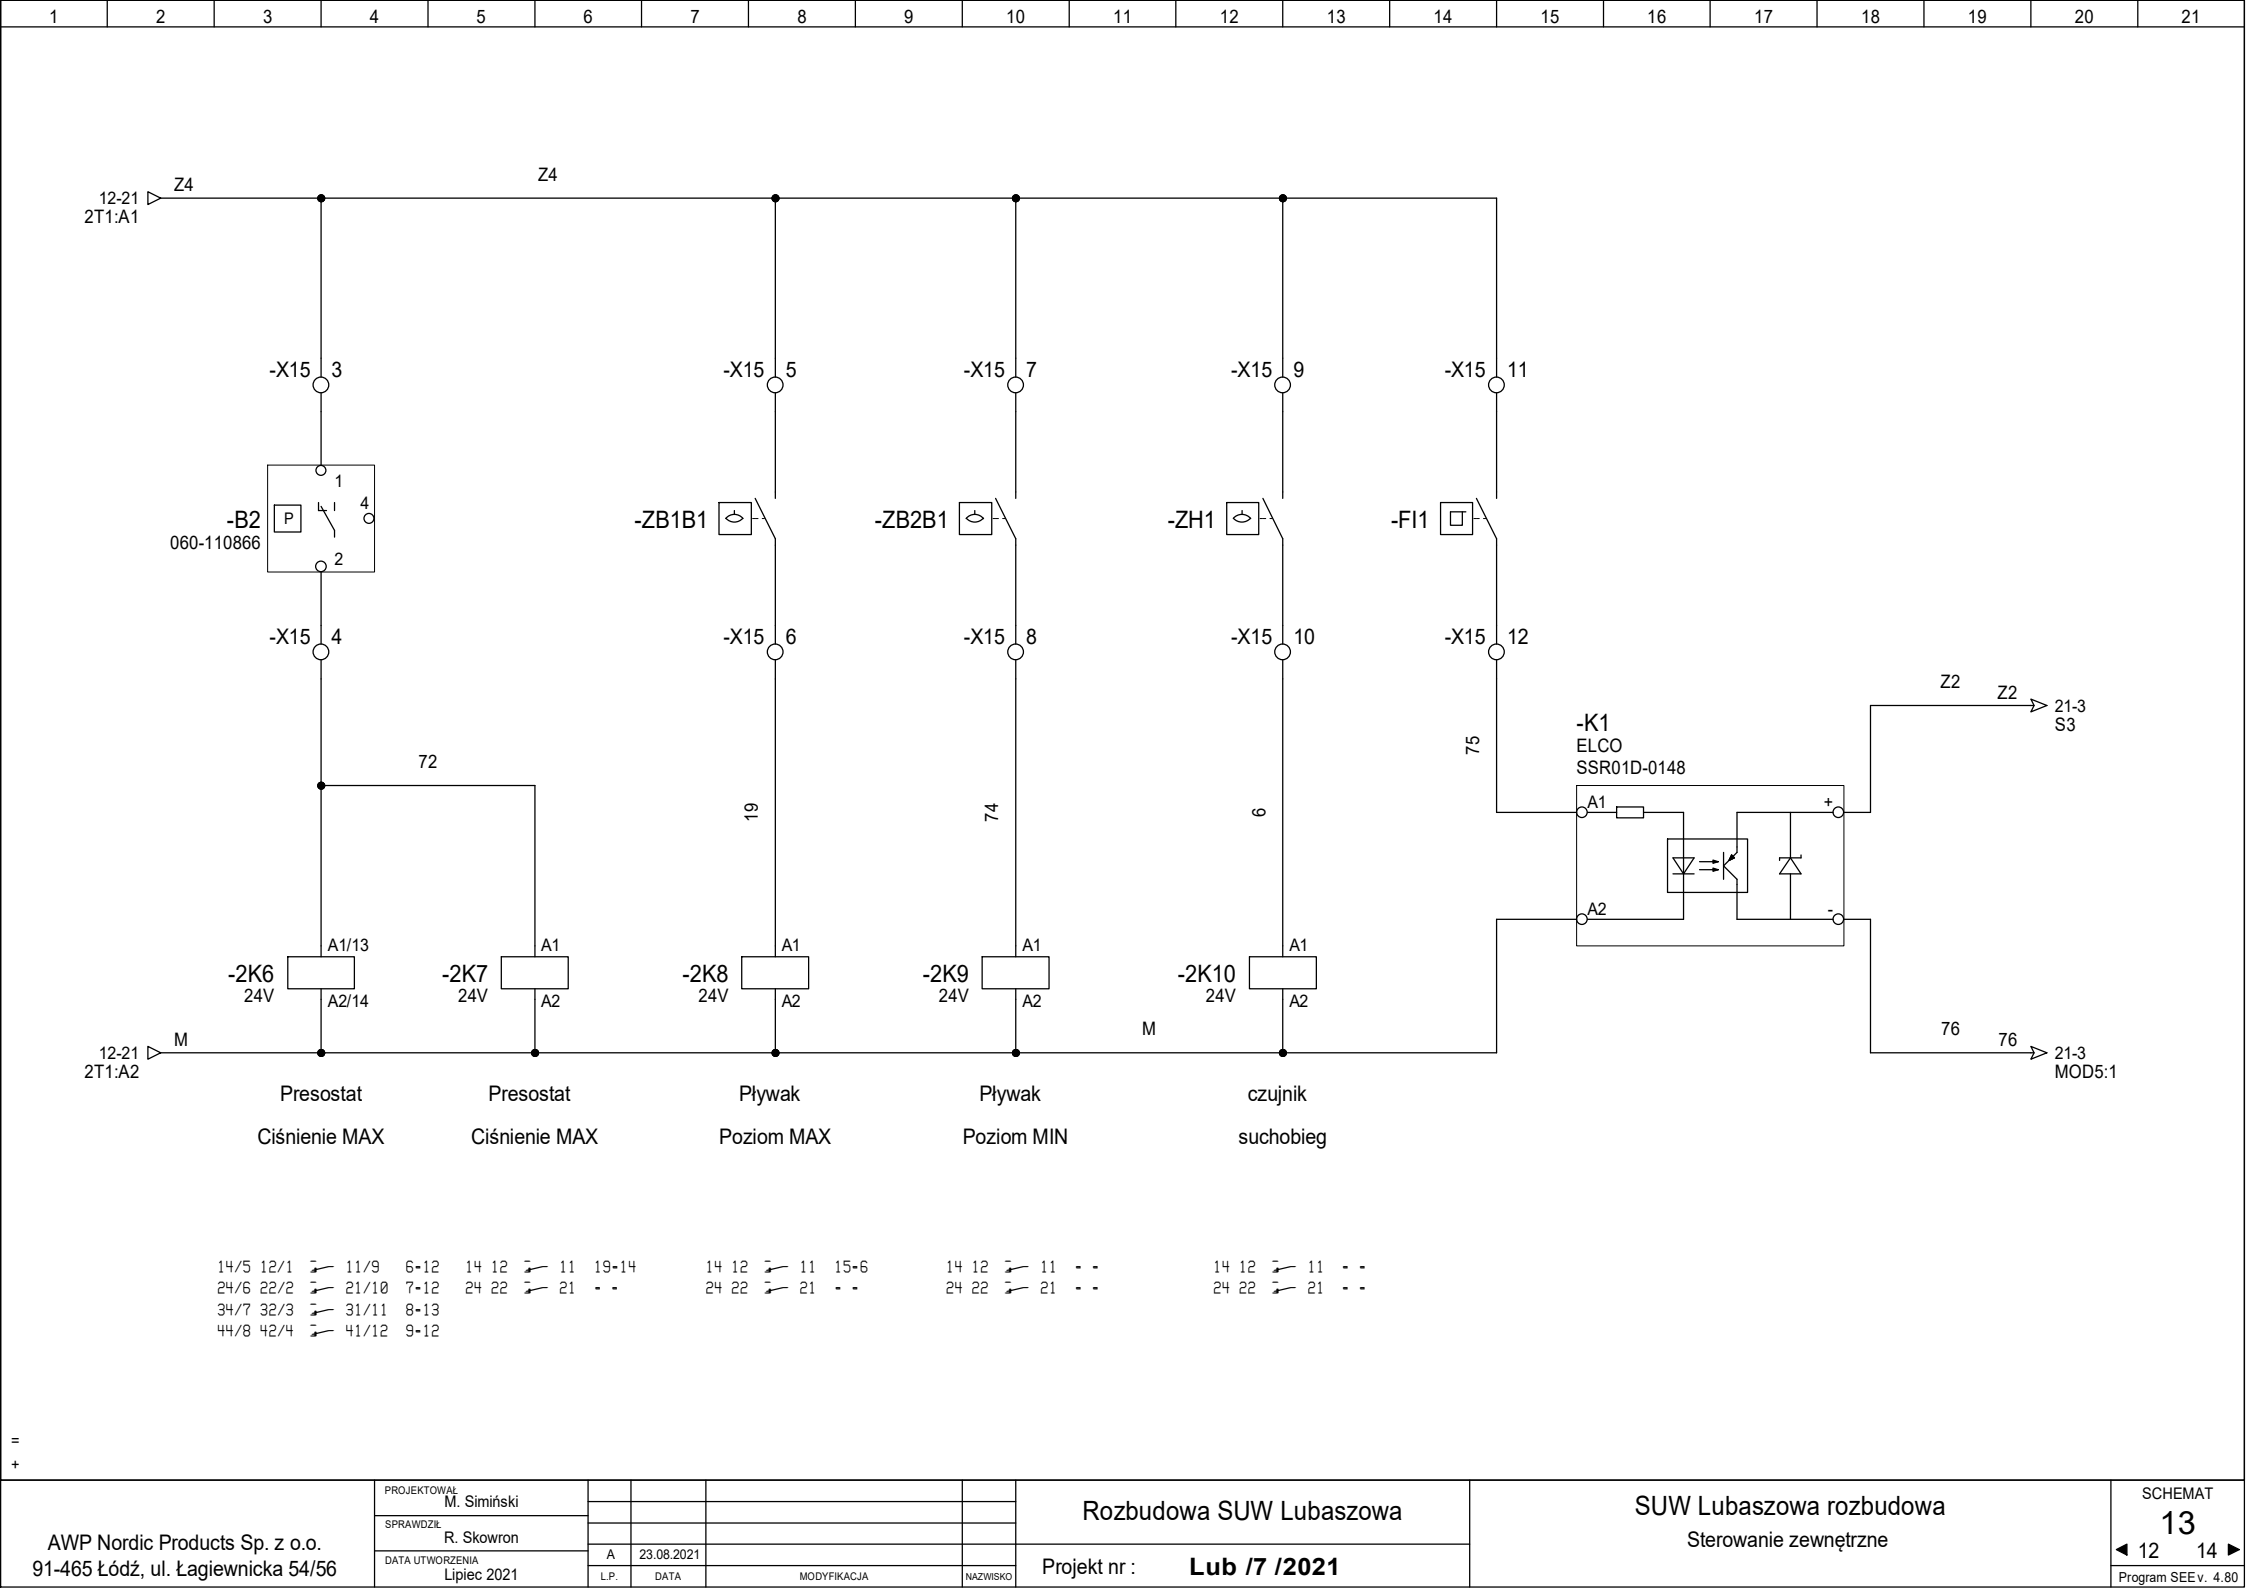 1 2 3 4 5 6 7 8 9 10 11 12 13 14 15 16 17 18 19 20 21
Z4
Z4
12-21
2T1:A1
-X15 3
-X15 5
-X15 7
-X15 9
-X15 11
1
4
-B2
P
060-110866
2
-ZB1B1
-ZB2B1
-ZH1
-FI1
-X15 4
-X15 6
-X15 8
-X15 10
-X15 12
Z2
Z2
21-3
S3
-K1
ELCO
SSR01D-0148
75
72
19
74
6
A1
+
A2
-
A1/13
-2K6
24V
A2/14
A1
-2K7
24V
A2
A1
-2K8
24V
A2
A1
-2K9
24V
A2
A1
-2K10
24V
A2
M
12-21
2T1:A2
M
76
76
21-3
MOD5:1
Presostat
Ciśnienie MAX
Presostat
Ciśnienie MAX
Pływak
Poziom MAX
Pływak
Poziom MIN
czujnik
suchobieg
14/5 12/1 11/9 6-12
24/6 22/2 21/10 7-12
34/7 32/3 31/11 8-13
44/8 42/4 41/12 9-12
14 12 11 19-14
24 22 21 - -
14 12 11 15-6
24 22 21 - -
14 12 11 - -
24 22 21 - -
14 12 11 - -
24 22 21 - -
=
+
AWP Nordic Products Sp. z o.o.
91-465 Łódź, ul. Łagiewnicka 54/56
PROJEKTOWAŁ
M. Simiński
SPRAWDZIŁ
R. Skowron
DATA UTWORZENIA
Lipiec 2021
A 23.08.2021
L.P. DATA MODYFIKACJA NAZWISKO
Rozbudowa SUW Lubaszowa
Projekt nr : Lub /7 /2021
SUW Lubaszowa rozbudowa
Sterowanie zewnętrzne
SCHEMAT
13
◄ 12 14 ►
Program SEE v. 4.80